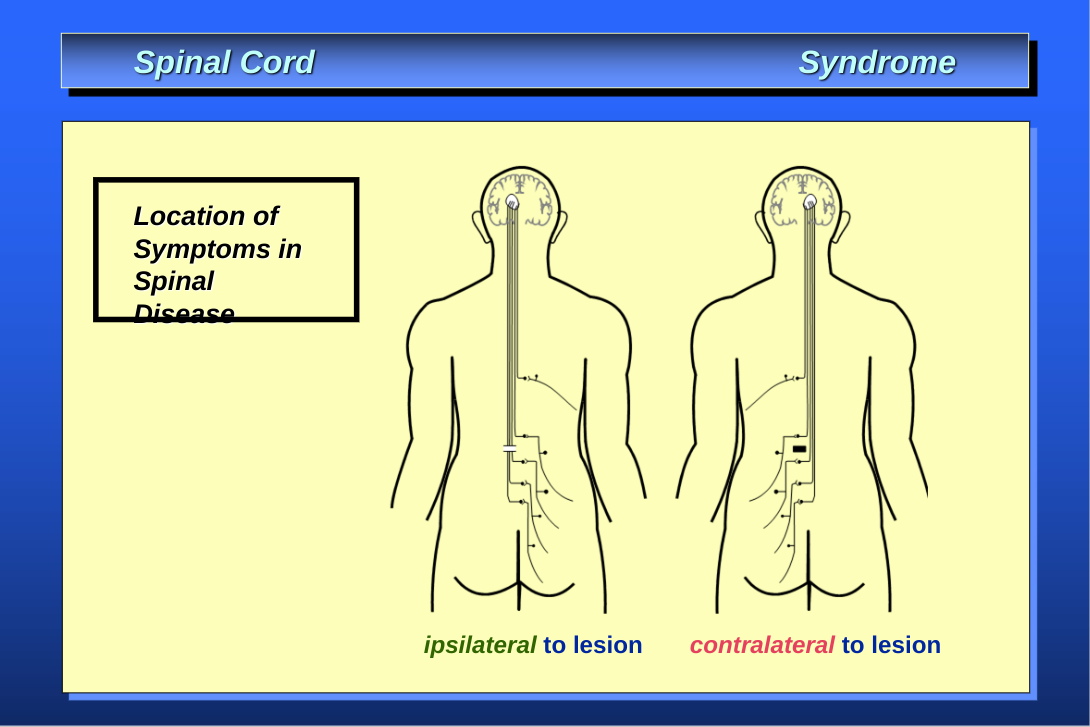 Spinal Cord Syndrome
Location of
Symptoms in
Spinal
Disease
ipsilateral to lesion
contralateral to lesion